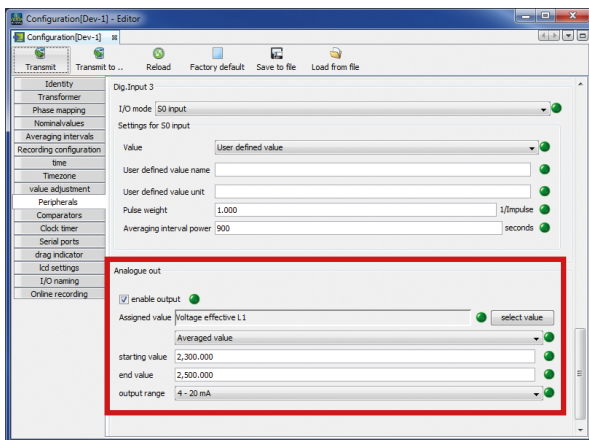 Configuration[Dev-1] - Editor
Configuration[Dev-1]
Transmit Transmit to .. Reload Factory default Save to file Load from file
Identity
Transformer
Phase mapping
Nominalvalues
Averaging intervals
Recording configuration
time
Timezone
value adjustment
Peripherals
Comparators
Clock timer
Serial ports
drag indicator
lcd settings
I/O naming
Online recording
Dig.Input 3
I/O mode S0 input
Settings for S0 input
Value User defined value
User defined value name
User defined value unit
Pulse weight 1.000 1/Impulse
Averaging interval power 900 seconds
Analogue out
enable output
Assigned value Voltage effective L1 select value
Averaged value
starting value 2,300.000
end value 2,500.000
output range 4 - 20 mA